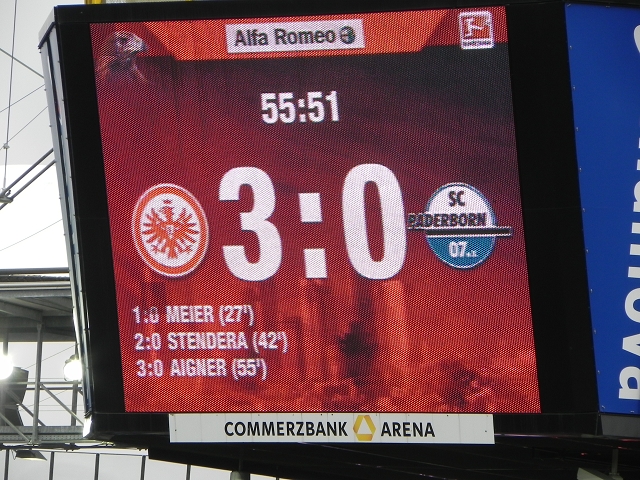 Alfa Romeo
55:51
3:0
SC
PADERBORN
07 e.V.
1:0 MEIER (27')
2:0 STENDERA (42')
3:0 AIGNER (55')
COMMERZBANK ARENA